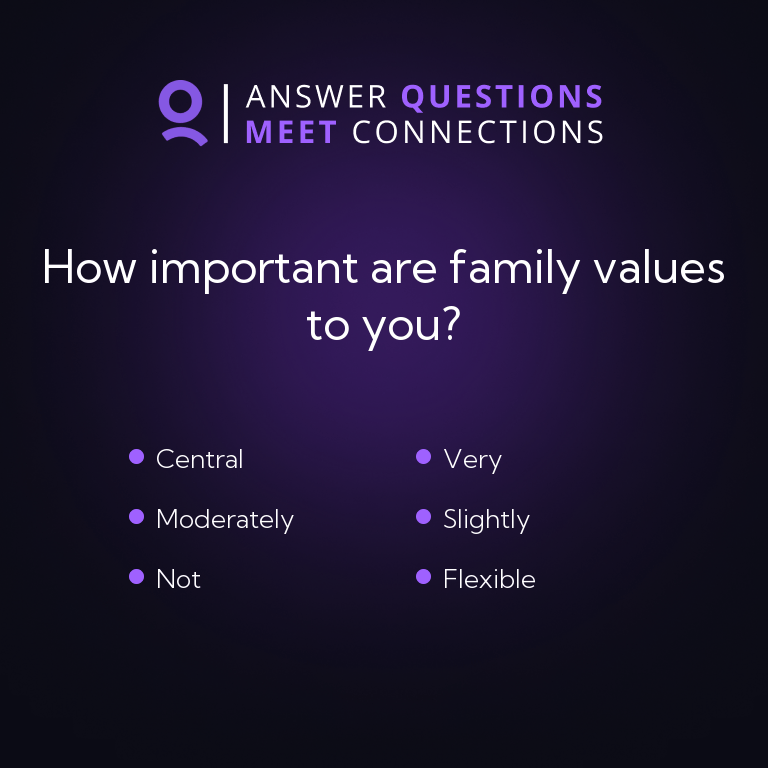 ANSWER QUESTIONS
MEET CONNECTIONS
How important are family values
to you?
Central
Very
Moderately
Slightly
Not
Flexible